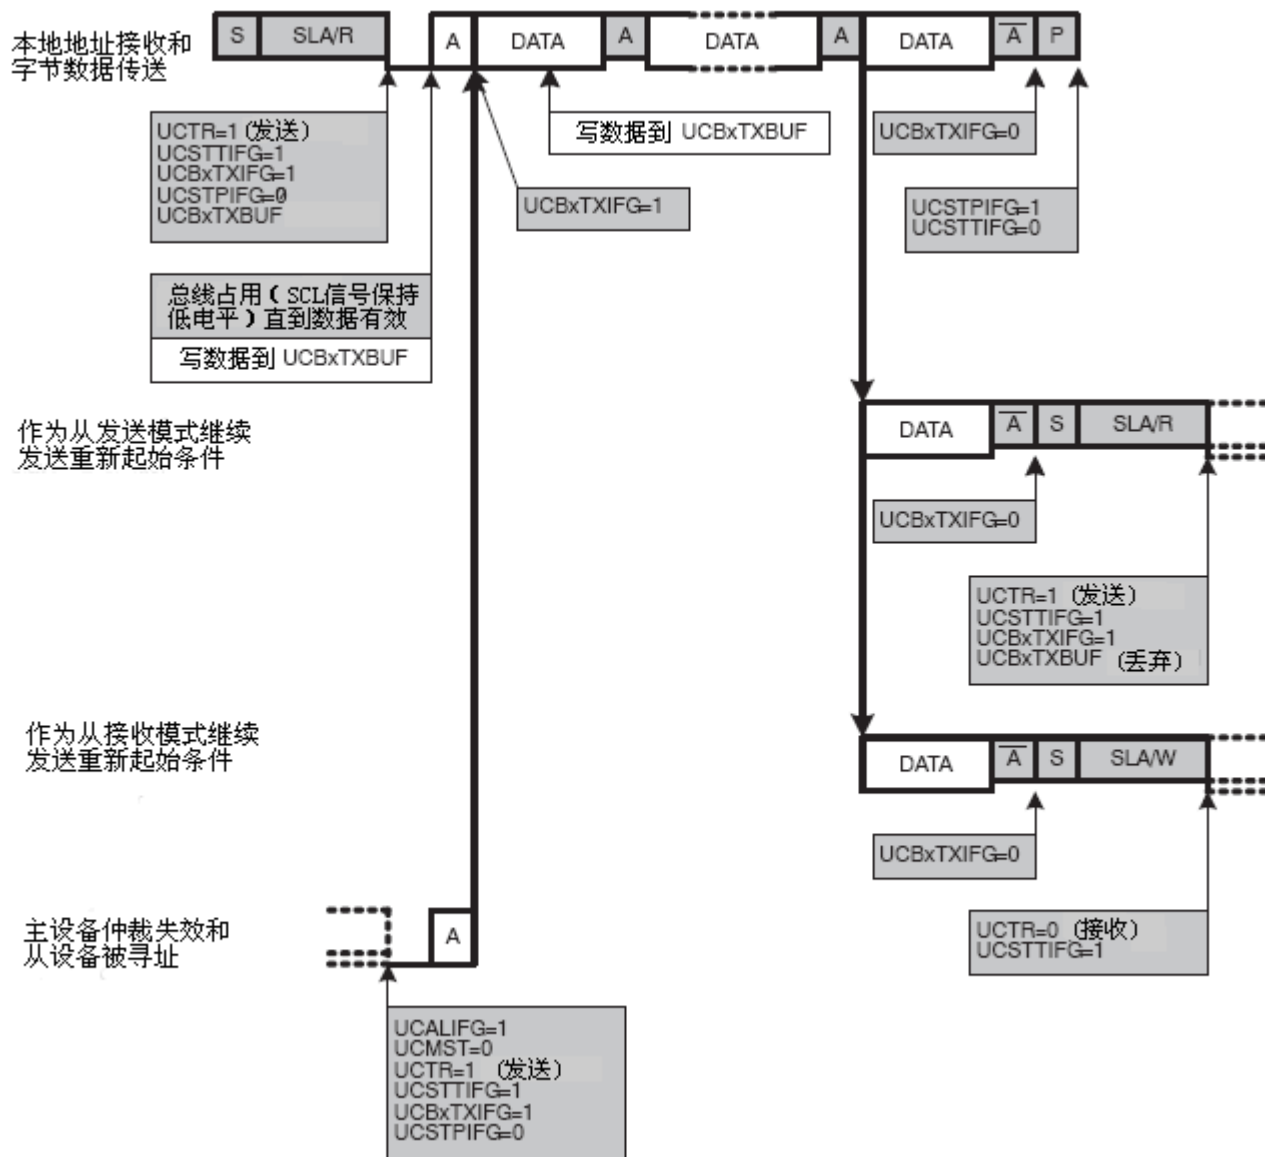 本地地址接收和
字节数据传送
S SLA/R A DATA A DATA A DATA A P
UCTR=1 (发送)
UCSTTIFG=1
UCBxTXIFG=1
UCSTPIFG=0
UCBxTXBUF
写数据到 UCBxTXBUF
UCBxTXIFG=0
UCBxTXIFG=1
UCSTPIFG=1
UCSTTIFG=0
总线占用(SCL信号保持
低电平)直到数据有效
写数据到 UCBxTXBUF
作为从发送模式继续
发送重新起始条件
DATA A S SLA/R
UCBxTXIFG=0
UCTR=1 (发送)
UCSTTIFG=1
UCBxTXIFG=1
UCBxTXBUF (丢弃)
作为从接收模式继续
发送重新起始条件
DATA A S SLA/W
UCBxTXIFG=0
主设备仲裁失效和
从设备被寻址
A
UCTR=0 (接收)
UCSTTIFG=1
UCALIFG=1
UCMST=0
UCTR=1 (发送)
UCSTTIFG=1
UCBxTXIFG=1
UCSTPIFG=0